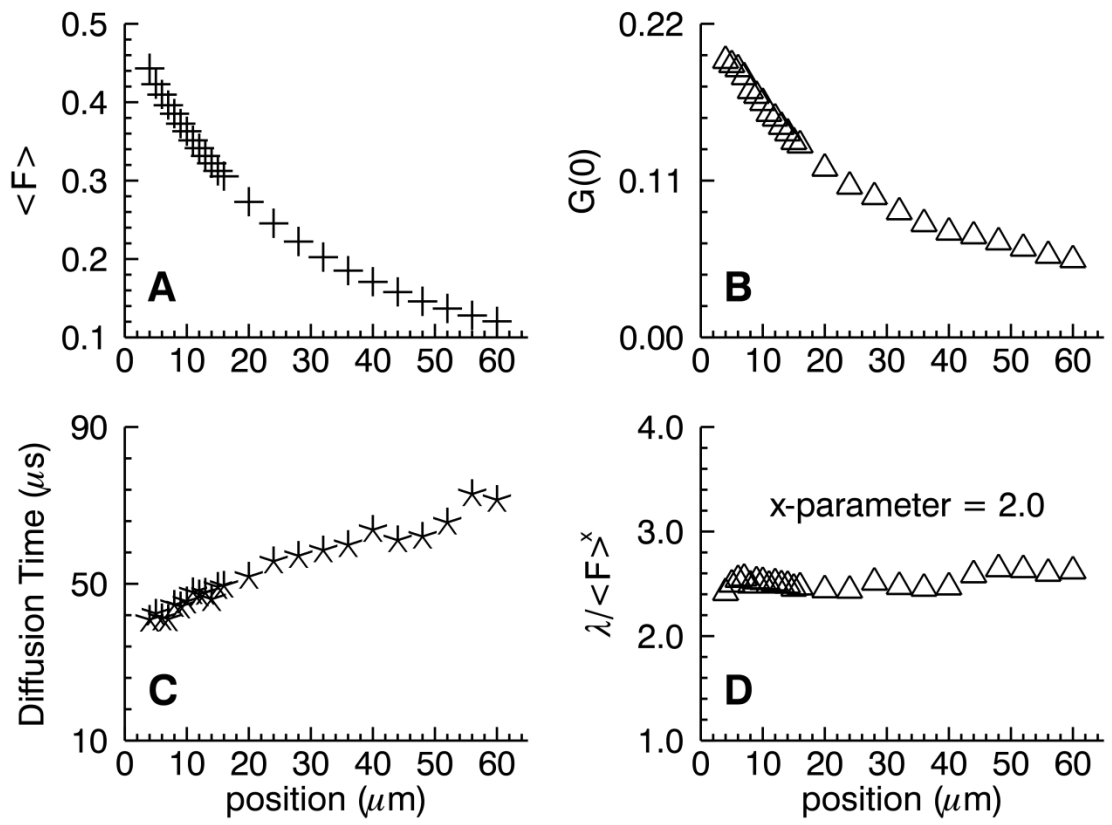 0.5
0.4
0.3
0.2
0.1
<F>
A
0 10 20 30 40 50 60
0.22
0.11
0.00
G(0)
B
0 10 20 30 40 50 60
90
50
10
Diffusion Time (μs)
C
0 10 20 30 40 50 60
position (μm)
4.0
3.0
2.0
1.0
λ/<F>ˣ
x-parameter = 2.0
D
0 10 20 30 40 50 60
position (μm)